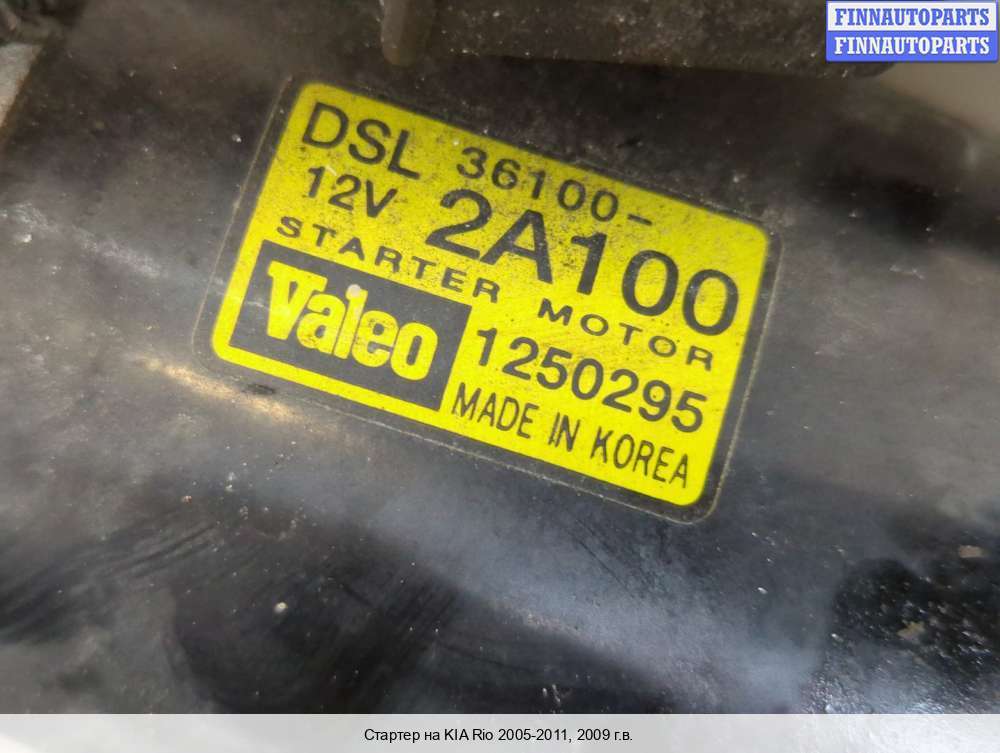 FINNAUTOPARTS
FINNAUTOPARTS
DSL 36100-
12V 2A100
STARTER MOTOR
Valeo 1250295
MADE IN KOREA
Стартер на KIA Rio 2005-2011, 2009 г.в.